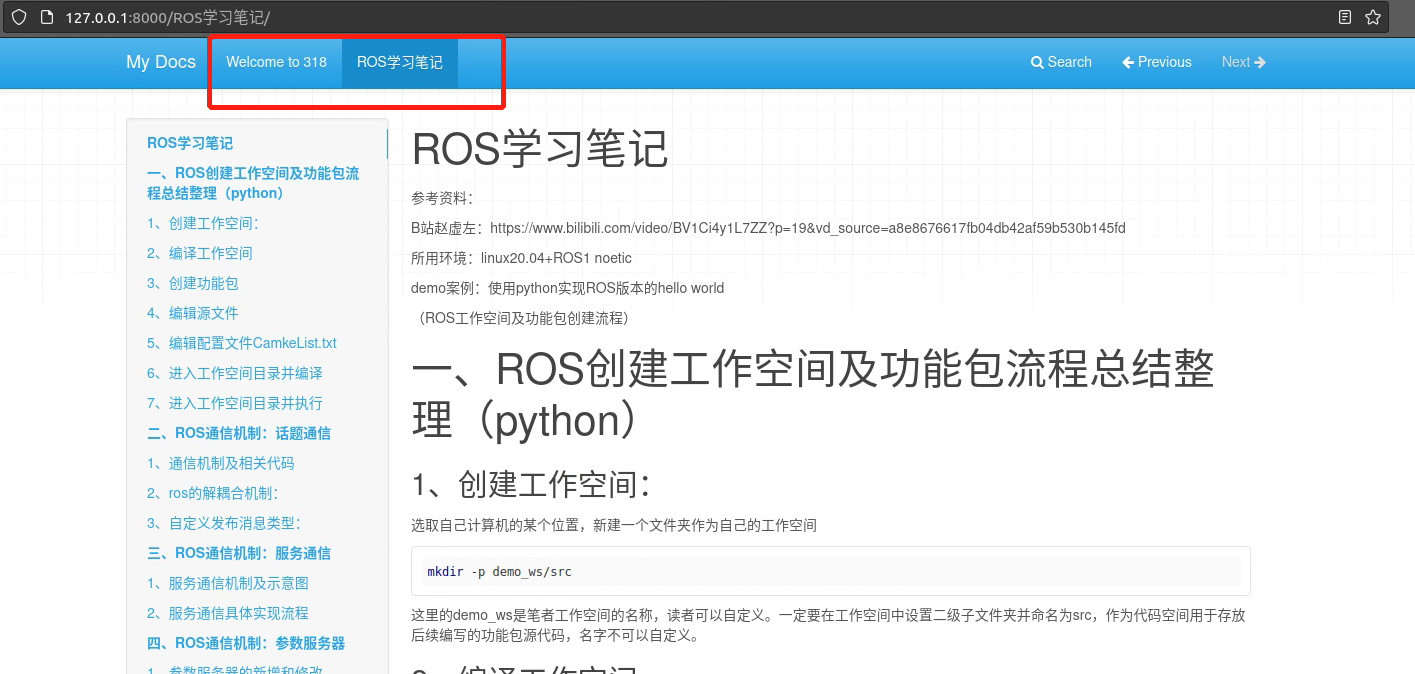 127.0.0.1:8000/ROS学习笔记/
My Docs Welcome to 318 ROS学习笔记 Search Previous Next
ROS学习笔记
一、ROS创建工作空间及功能包流
程总结整理（python）
1、创建工作空间：
2、编译工作空间
3、创建功能包
4、编辑源文件
5、编辑配置文件CamkeList.txt
6、进入工作空间目录并编译
7、进入工作空间目录并执行
二、ROS通信机制：话题通信
1、通信机制及相关代码
2、ros的解耦合机制：
3、自定义发布消息类型：
三、ROS通信机制：服务通信
1、服务通信机制及示意图
2、服务通信具体实现流程
四、ROS通信机制：参数服务器
1、参数服务器的新增和修改
ROS学习笔记
参考资料：
B站赵虚左：https://www.bilibili.com/video/BV1Ci4y1L7ZZ?p=19&vd_source=a8e8676617fb04db42af59b530b145fd
所用环境：linux20.04+ROS1 noetic
demo案例：使用python实现ROS版本的hello world
（ROS工作空间及功能包创建流程）
一、ROS创建工作空间及功能包流程总结整
理（python）
1、创建工作空间：
选取自己计算机的某个位置，新建一个文件夹作为自己的工作空间
mkdir -p demo_ws/src
这里的demo_ws是笔者工作空间的名称，读者可以自定义。一定要在工作空间中设置二级子文件夹并命名为src，作为代码空间用于存放
后续编写的功能包源代码，名字不可以自定义。
2、编译工作空间